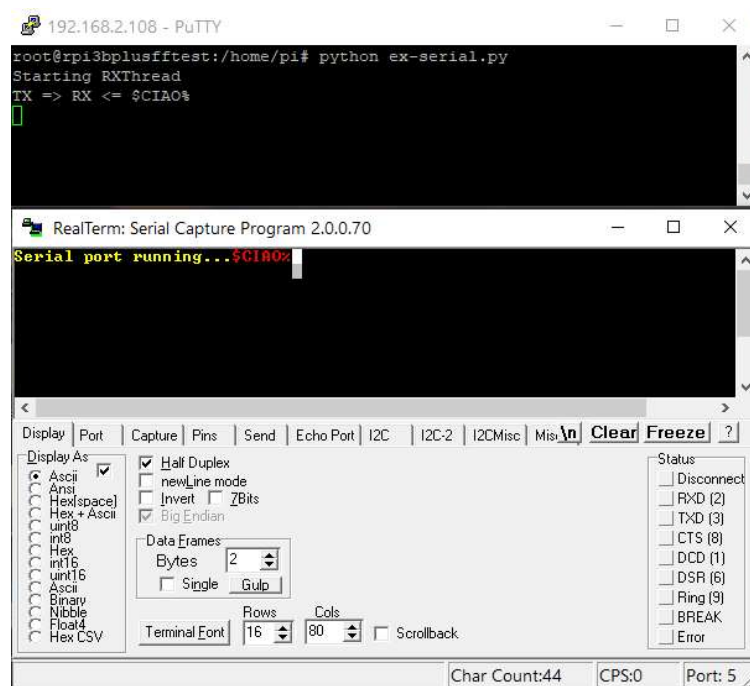 192.168.2.108 - PuTTY
root@rpi3bplusfftest:/home/pi# python ex-serial.py
Starting RXThread
TX => RX <= $CIAO%
RealTerm: Serial Capture Program 2.0.0.70
Serial port running...$CIAO%
Display Port Capture Pins Send Echo Port I2C I2C-2 I2CMisc Misc \n Clear Freeze ?
Display As
Ascii
Ansi
Hex[space]
Hex + Ascii
uint8
int8
Hex
int16
uint16
Ascii
Binary
Nibble
Float4
Hex CSV
Half Duplex
newLine mode
Invert 7Bits
Big Endian
Data Frames
Bytes 2
Single Gulp
Rows Cols
Terminal Font 16 80 Scrollback
Status
Disconnect
RXD (2)
TXD (3)
CTS (8)
DCD (1)
DSR (6)
Ring (9)
BREAK
Error
Char Count:44 CPS:0 Port: 5